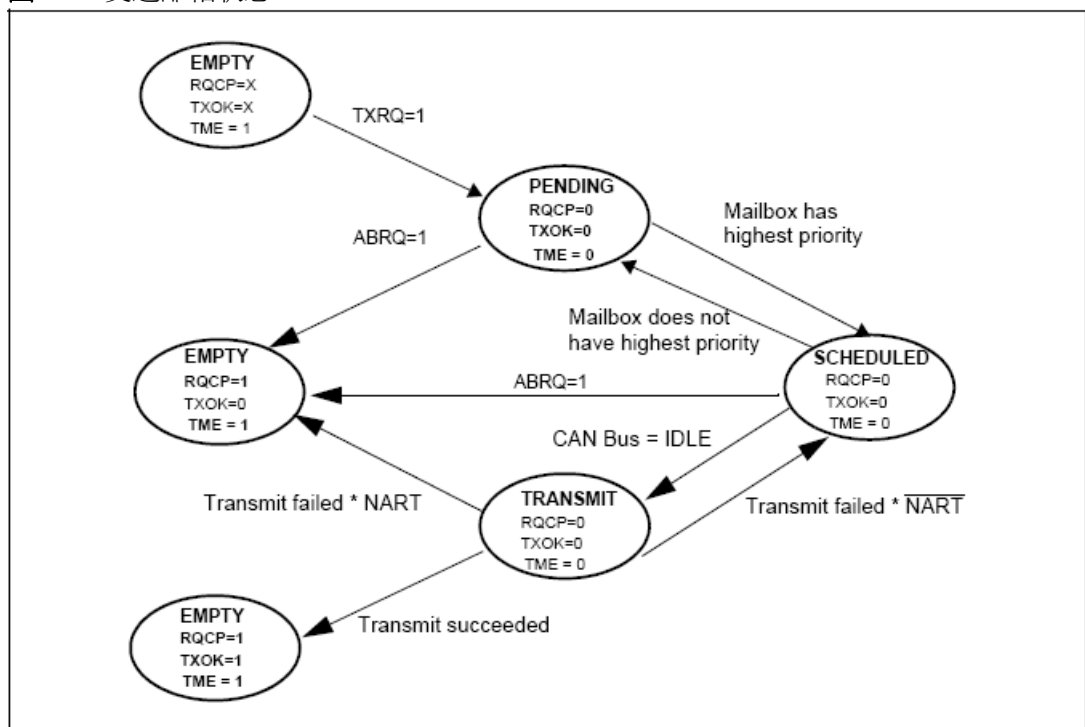 EMPTY
RQCP=X
TXOK=X
TME = 1
TXRQ=1
PENDING
RQCP=0
TXOK=0
TME = 0
Mailbox has
highest priority
ABRQ=1
Mailbox does not
have highest priority
EMPTY
RQCP=1
TXOK=0
TME = 1
SCHEDULED
RQCP=0
TXOK=0
TME = 0
ABRQ=1
CAN Bus = IDLE
TRANSMIT
RQCP=0
TXOK=0
TME = 0
Transmit failed * NART
Transmit failed * N̅A̅R̅T̅
EMPTY
RQCP=1
TXOK=1
TME = 1
Transmit succeeded